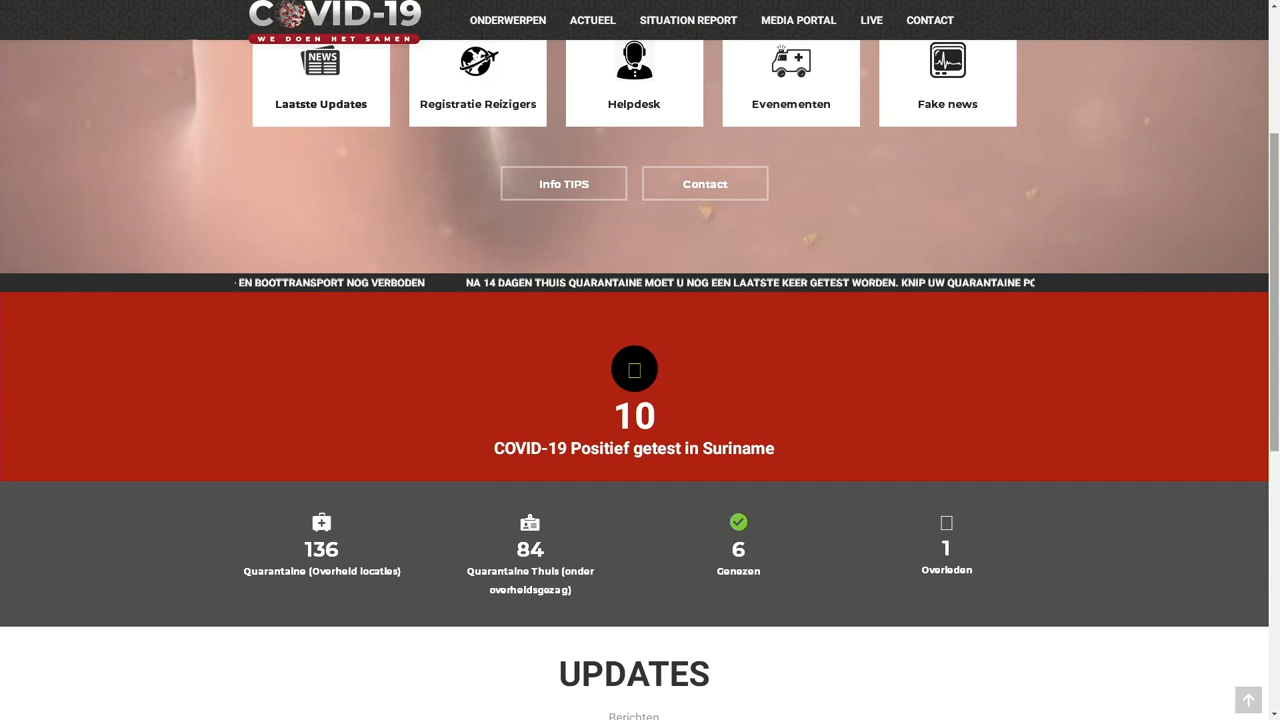 COVID-19
WE DOEN HET SAMEN
ONDERWERPEN ACTUEEL SITUATION REPORT MEDIA PORTAL LIVE CONTACT
NEWS
Laatste Updates
Registratie Reizigers
Helpdesk
Evenementen
Fake news
Info TIPS
Contact
EN BOOTTRANSPORT NOG VERBODEN NA 14 DAGEN THUIS QUARANTAINE MOET U NOG EEN LAATSTE KEER GETEST WORDEN. KNIP UW QUARANTAINE
10
COVID-19 Positief getest in Suriname
136
Quarantaine (Overheid locaties)
84
Quarantaine Thuis (onder
overheidsgezag)
6
Genezen
1
Overleden
UPDATES
Berichten